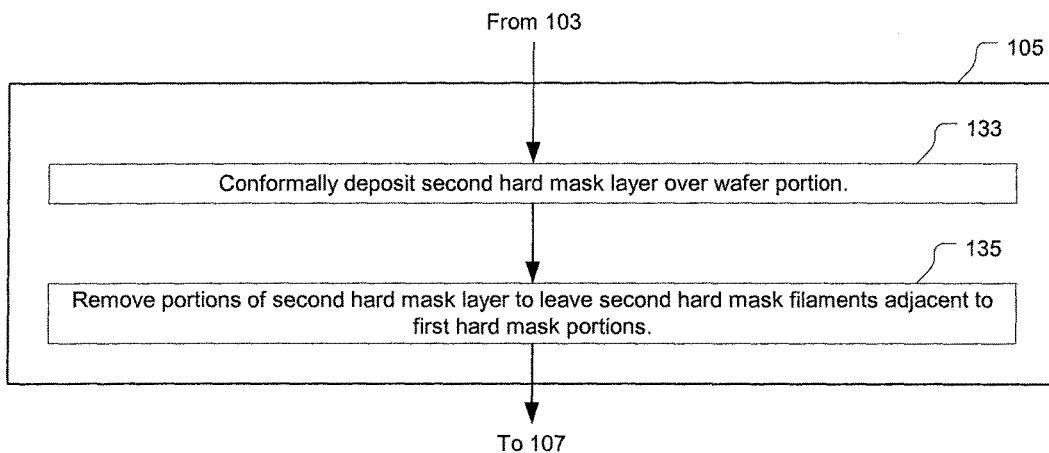 From 103
105
133
Conformally deposit second hard mask layer over wafer portion.
135
Remove portions of second hard mask layer to leave second hard mask filaments adjacent to
first hard mask portions.
To 107